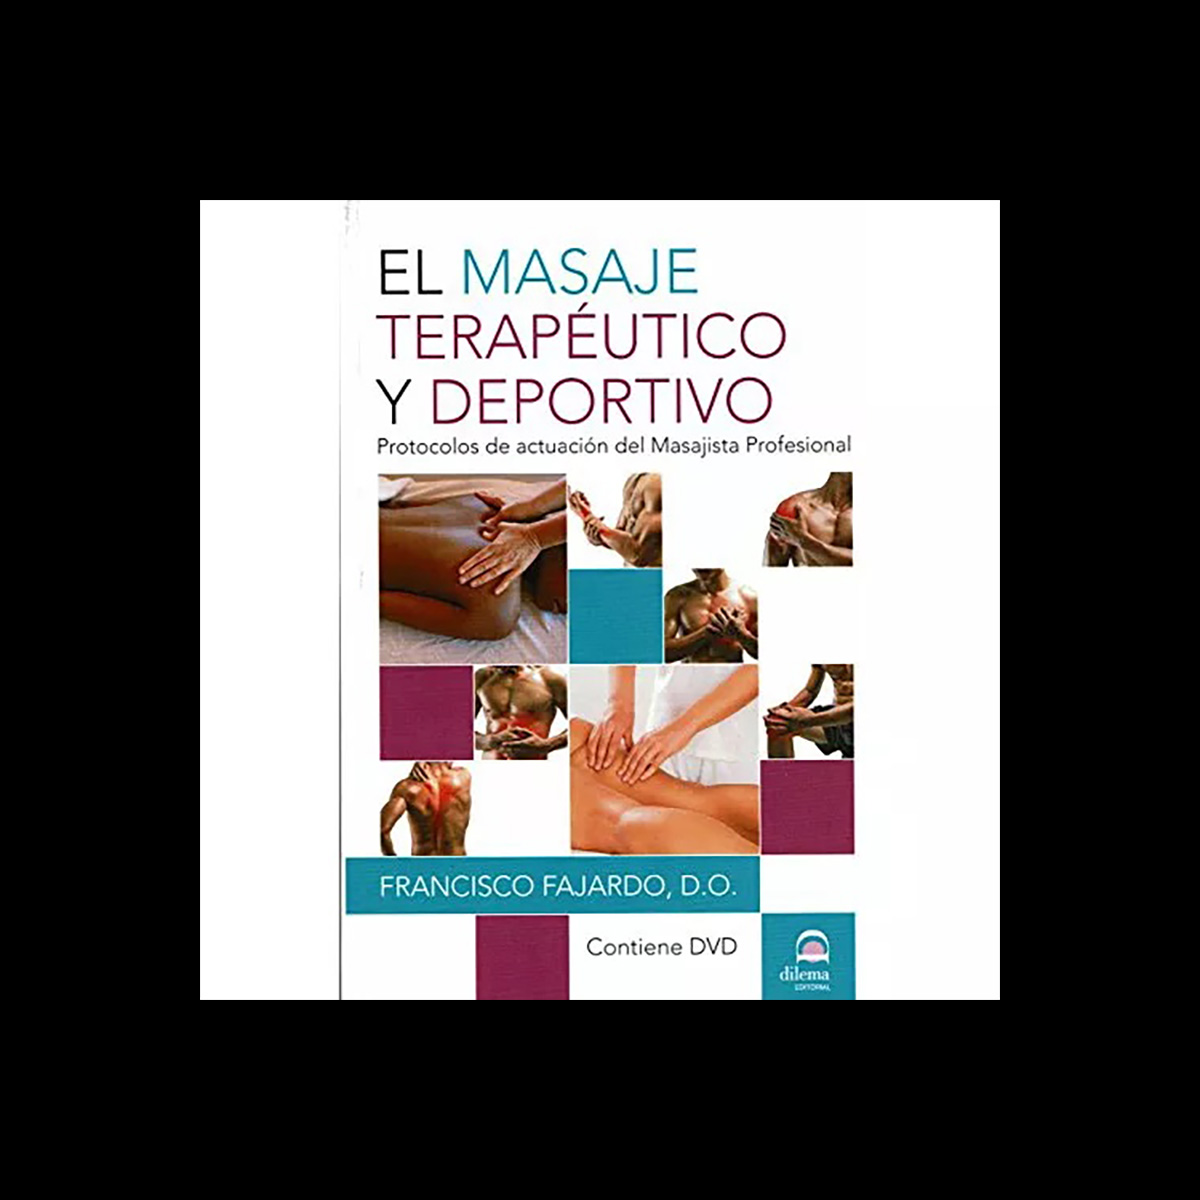 EL MASAJE
TERAPÉUTICO
Y DEPORTIVO
Protocolos de actuación del Masajista Profesional
FRANCISCO FAJARDO, D.O.
Contiene DVD
dilema
EDITORIAL